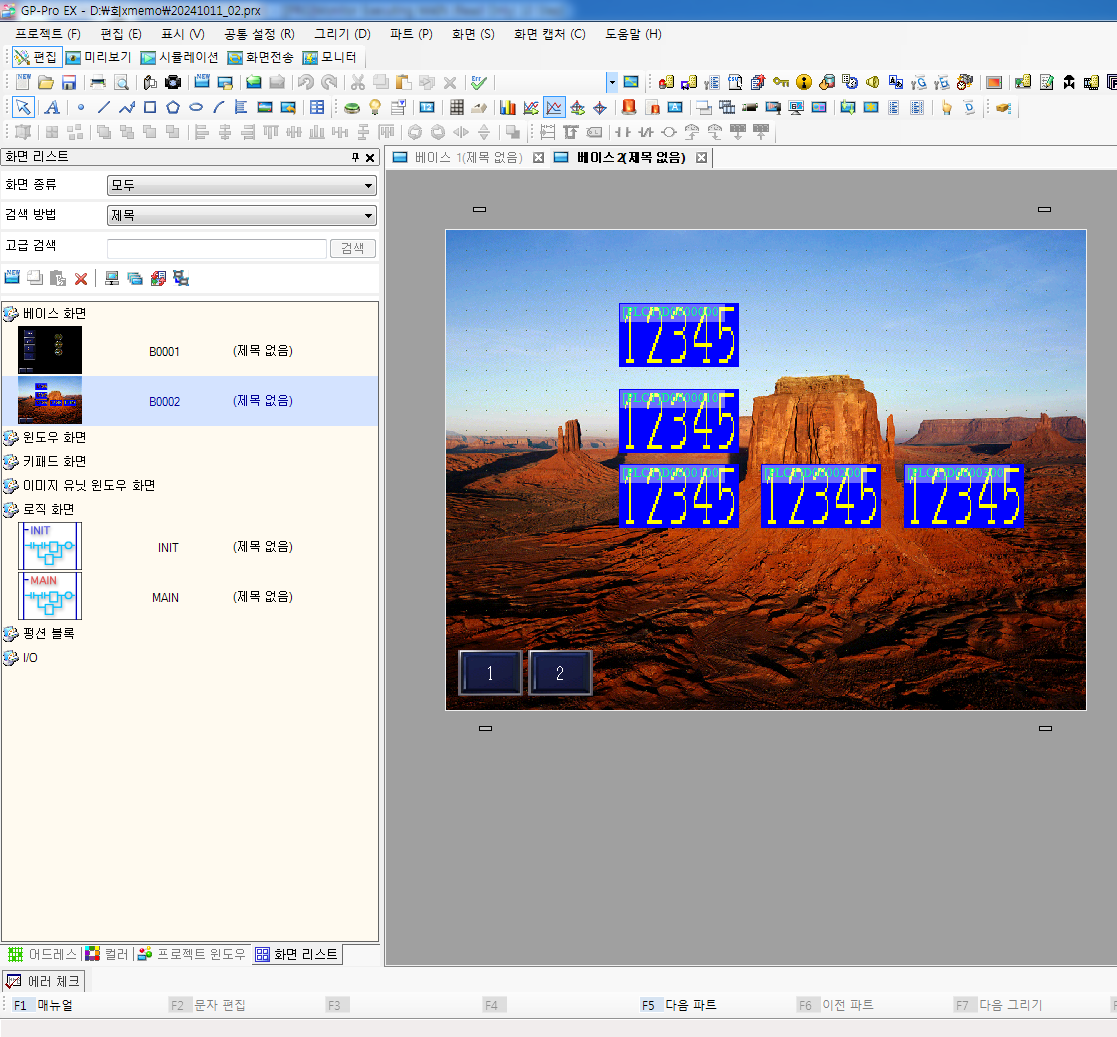 GP-Pro EX - D:\회xmemo\20241011_02.prx
프로젝트 (F) 편집 (E) 표시 (V) 공통 설정 (R) 그리기 (D) 파트 (P) 화면 (S) 화면 캡처 (C) 도움말 (H)
편집 미리보기 시뮬레이션 화면전송 모니터
화면 리스트
베이스 1(제목 없음) 베이스 2(제목 없음)
화면 종류 모두
검색 방법 제목
고급 검색 검색
베이스 화면
B0001 (제목 없음)
B0002 (제목 없음)
윈도우 화면
키패드 화면
이미지 유닛 윈도우 화면
로직 화면
INIT INIT (제목 없음)
MAIN MAIN (제목 없음)
펑션 블록
I/O
12345
12345
12345 12345 12345
1 2
어드레스 컬러 프로젝트 윈도우 화면 리스트
에러 체크
F1 매뉴얼 F2 문자 편집 F3 F4 F5 다음 파트 F6 이전 파트 F7 다음 그리기